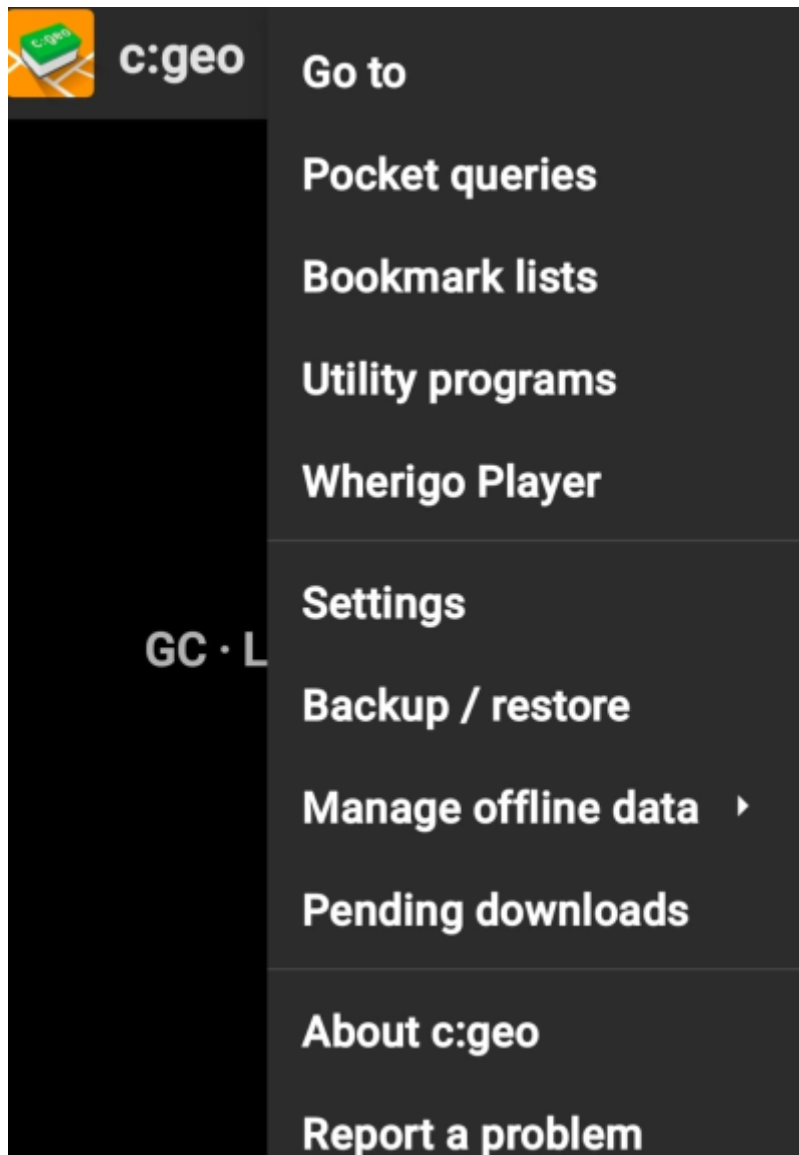 c:geo
c:geo
Go to
Pocket queries
Bookmark lists
Utility programs
Wherigo Player
Settings
GC · L
Backup / restore
Manage offline data
Pending downloads
About c:geo
Report a problem